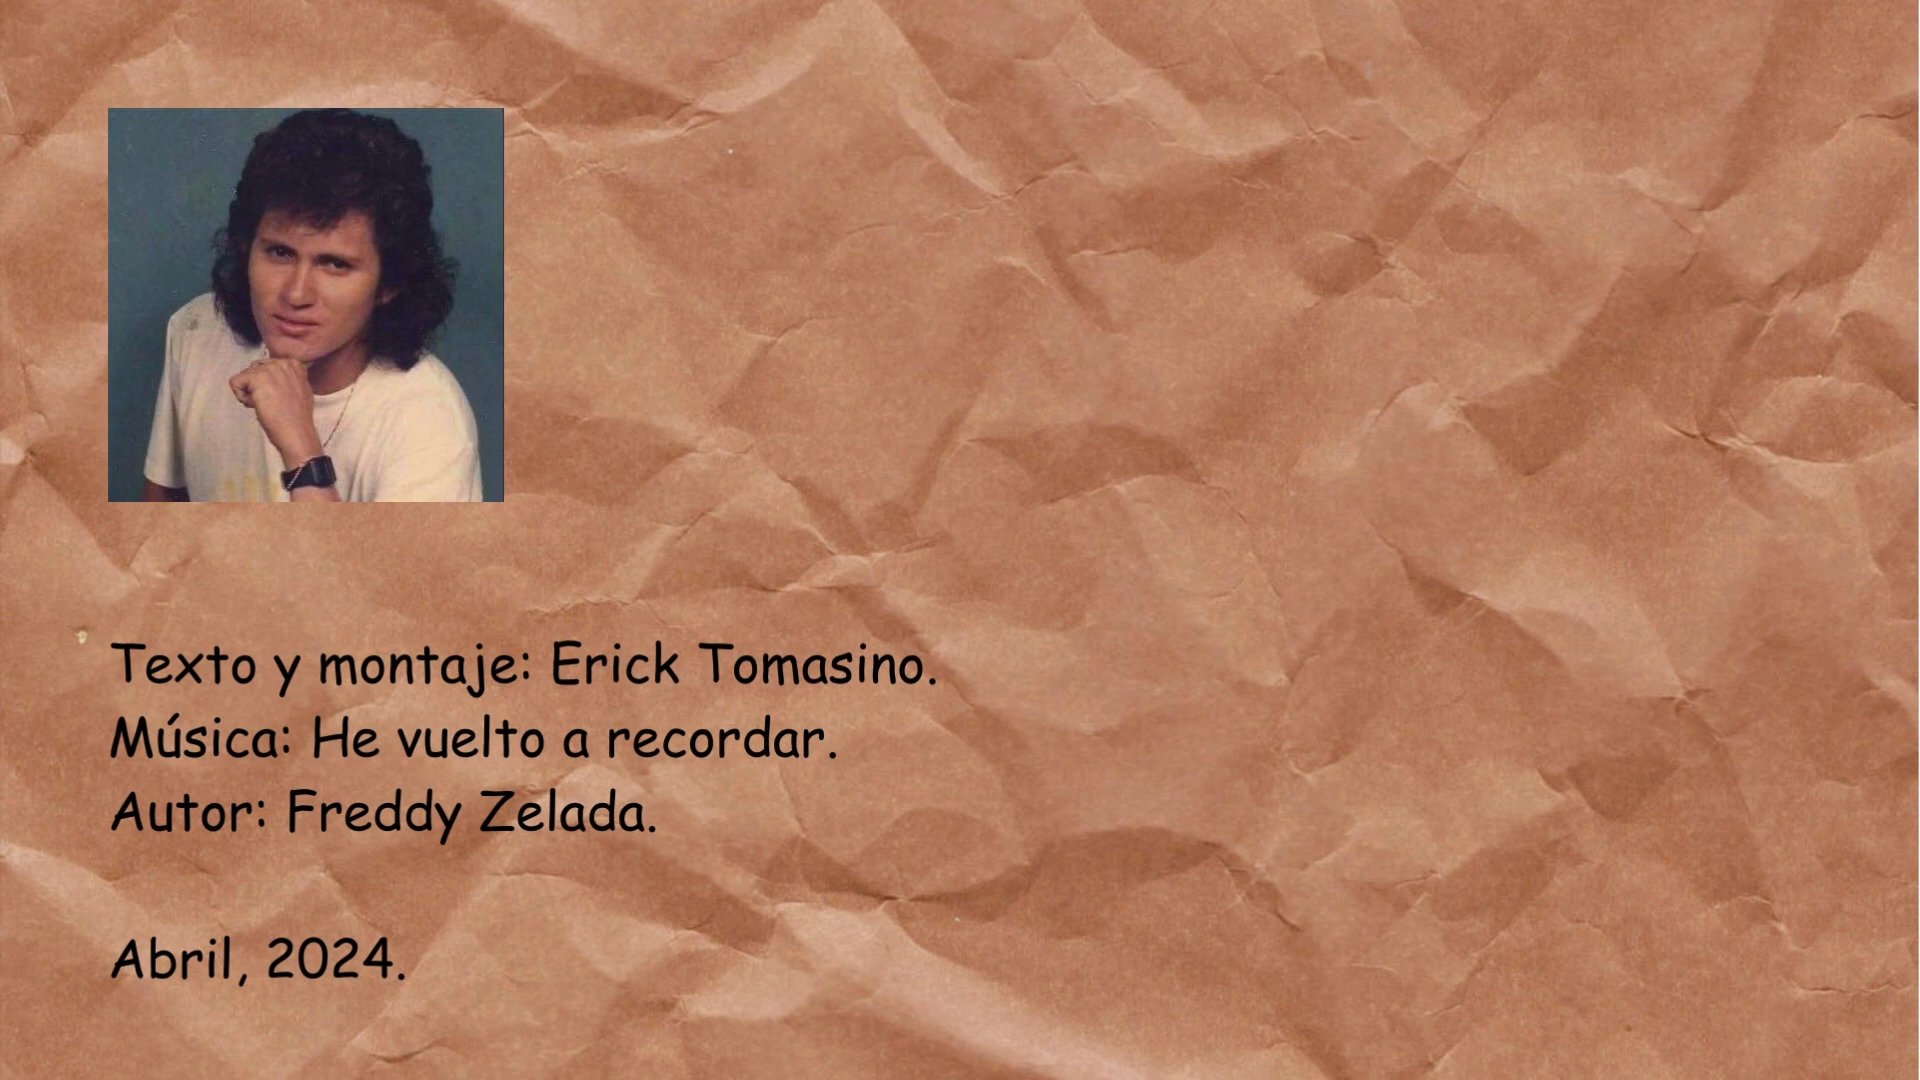 Texto y montaje: Erick Tomasino.
Música: He vuelto a recordar.
Autor: Freddy Zelada.
Abril, 2024.